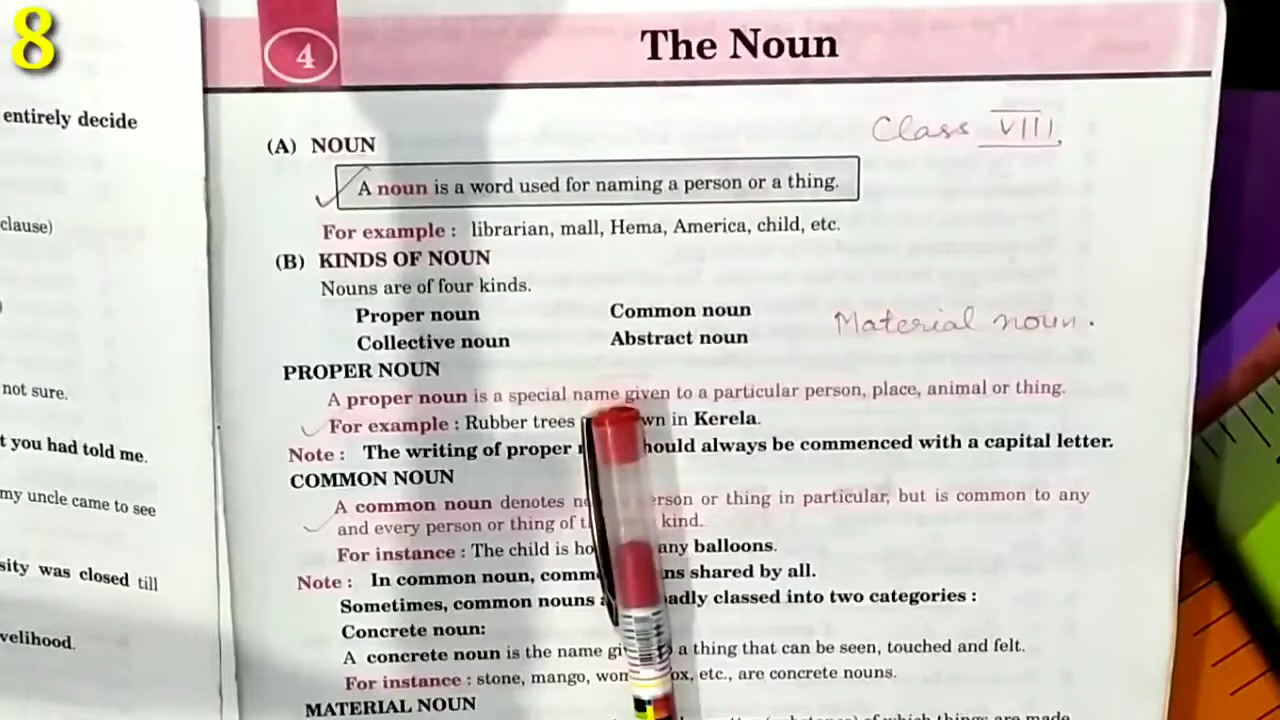 8
entirely decide
clause)
not sure.
t you had told me.
my uncle came to see
sity was closed till
velihood.
4
The Noun
Class VIII,
(A) NOUN
A noun is a word used for naming a person or a thing.
For example : librarian, mall, Hema, America, child, etc.
(B) KINDS OF NOUN
Nouns are of four kinds.
Proper noun Common noun
Material noun.
Collective noun Abstract noun
PROPER NOUN
A proper noun is a special name given to a particular person, place, animal or thing.
For example : Rubber trees wn in Kerela.
Note : The writing of proper hould always be commenced with a capital letter.
COMMON NOUN
A common noun denotes erson or thing in particular, but is common to any
and every person or thing of kind.
For instance : The child is any balloons.
Note : In common noun, ns shared by all.
Sometimes, common nouns adly classed into two categories :
Concrete noun:
A concrete noun is the name a thing that can be seen, touched and felt.
For instance : stone, mango, ox, etc., are concrete nouns.
MATERIAL NOUN
of which things are made